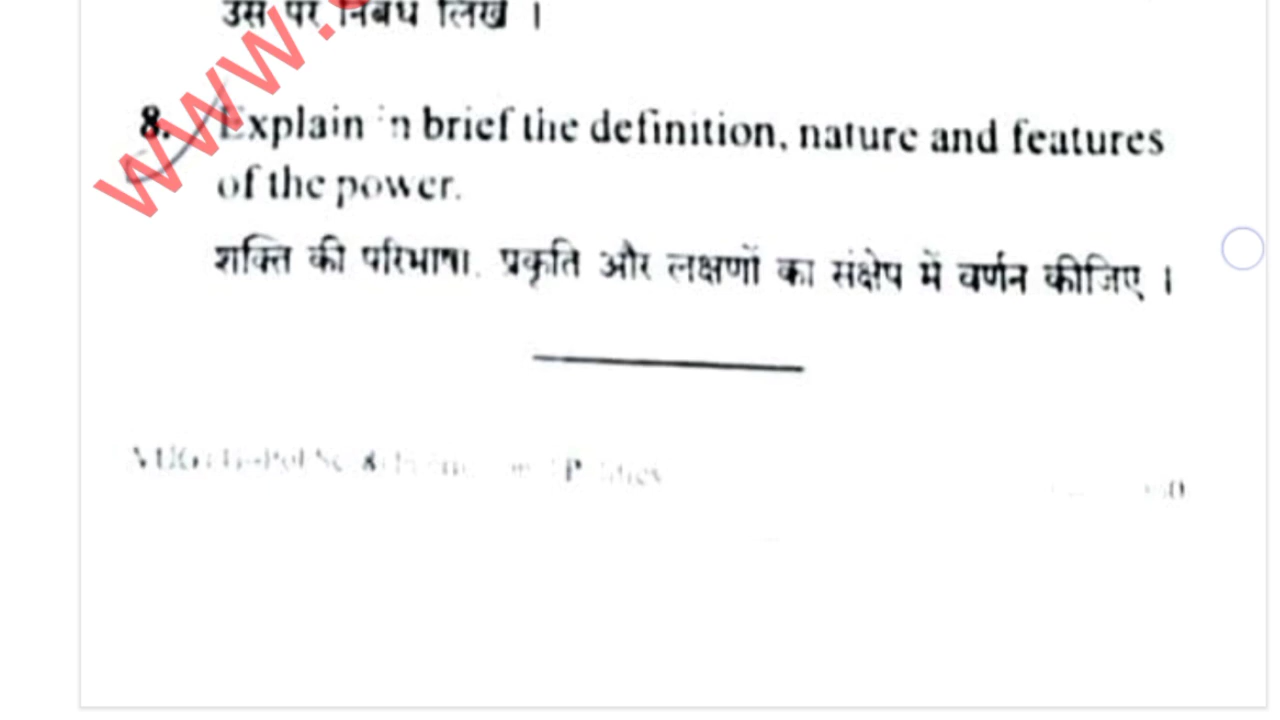 उस पर निबंध लिखें ।
www.
8. Explain in brief the definition, nature and features
of the power.
शक्ति की परिभाषा, प्रकृति और लक्षणों का संक्षेप में वर्णन कीजिए ।